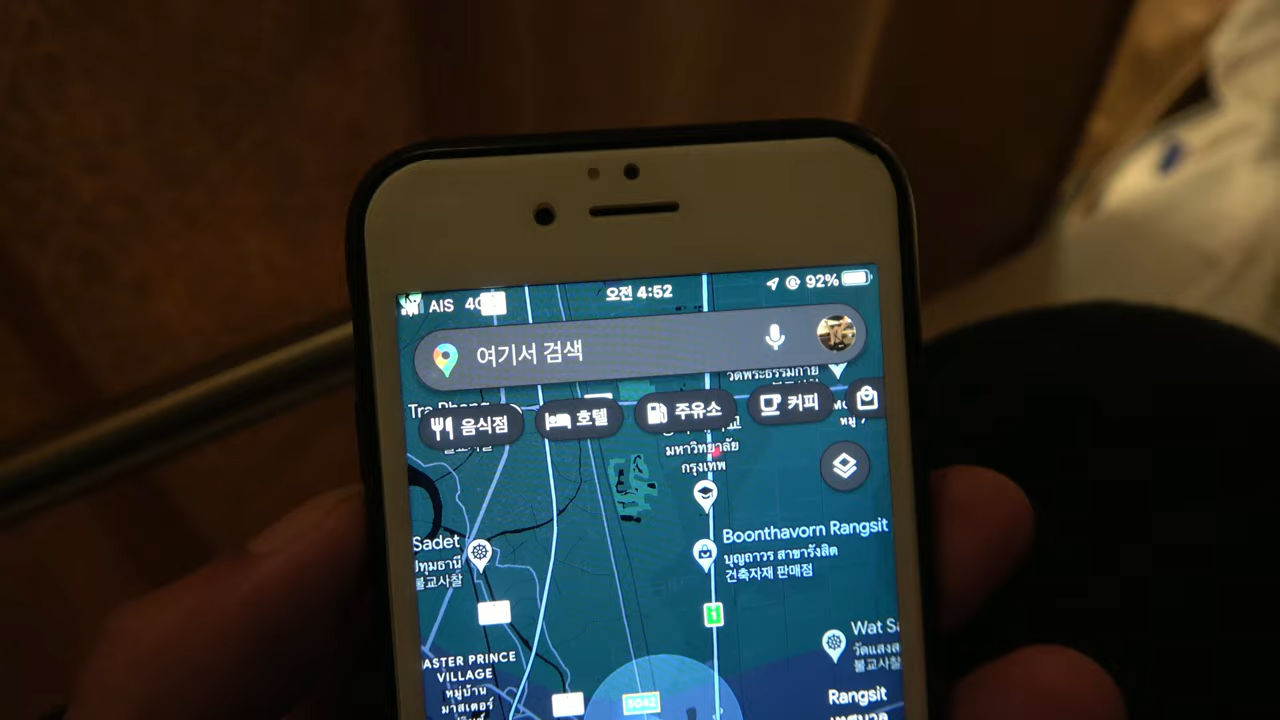 AIS 4G
오전 4:52
92%
여기서 검색
วัดพระธรรมกาย
음식점
호텔
주유소
커피
หมู่ 7
มหาวิทยาลัย
กรุงเทพ
Sadet
ปทุมธานี
불교사찰
Boonthavorn Rangsit
บุญถาวร สาขารังสิต
건축자재 판매점
1
Wat Sa
วัดแสงส
불교사찰
ASTER PRINCE
VILLAGE
หมู่บ้าน
มาสเตอร์
5042
Rangsit